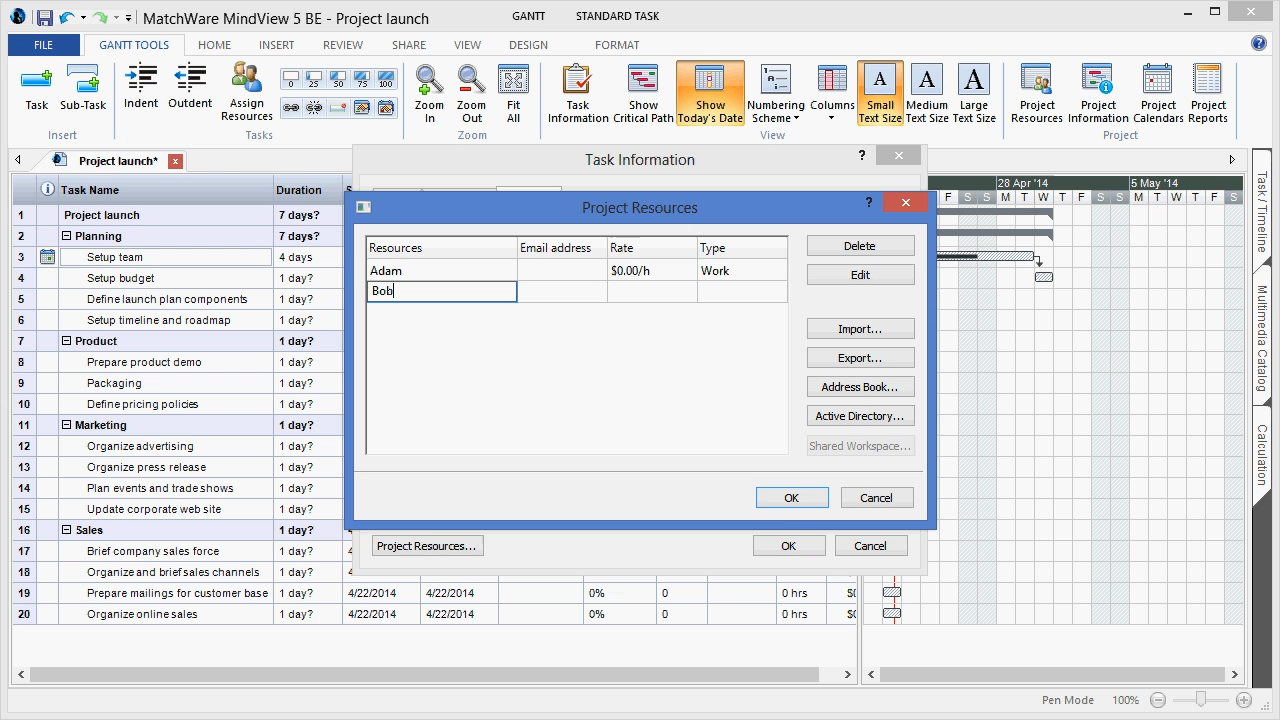 MatchWare MindView 5 BE - Project launch
GANTT
STANDARD TASK
FILE
GANTT TOOLS
HOME
INSERT
REVIEW
SHARE
VIEW
DESIGN
FORMAT
Task
Sub-Task
Insert
Indent
Outdent
Assign Resources
0
25
50
75
100
Tasks
Zoom In
Zoom Out
Fit All
Zoom
Task Information
Show Critical Path
Show Today's Date
Numbering Scheme
Columns
Small Text Size
Medium Text Size
Large Text Size
View
Project Resources
Project Information
Project Calendars
Project Reports
Project
Project launch*
Task Name
Duration
1 Project launch 7 days?
2 Planning 7 days?
3 Setup team 4 days
4 Setup budget 1 day?
5 Define launch plan components 1 day?
6 Setup timeline and roadmap 1 day?
7 Product 1 day?
8 Prepare product demo 1 day?
9 Packaging 1 day?
10 Define pricing policies 1 day?
11 Marketing 1 day?
12 Organize advertising 1 day?
13 Organize press release 1 day?
14 Plan events and trade shows 1 day?
15 Update corporate web site 1 day?
16 Sales 1 day?
17 Brief company sales force 1 day?
18 Organize and brief sales channels 1 day?
19 Prepare mailings for customer base 1 day? 4/22/2014 4/22/2014 0% 0 0 hrs
20 Organize online sales 1 day? 4/22/2014 4/22/2014 0% 0 0 hrs
Task Information
?
Project Resources
?
Resources Email address Rate Type
Adam $0.00/h Work
Bob
Delete
Edit
Import...
Export...
Address Book...
Active Directory...
Shared Workspace...
OK
Cancel
Project Resources...
OK
Cancel
28 Apr '14
5 May '14
F S S M T W T F S S M T W T F S
Task / Timeline
Multimedia Catalog
Calculation
Pen Mode
100%